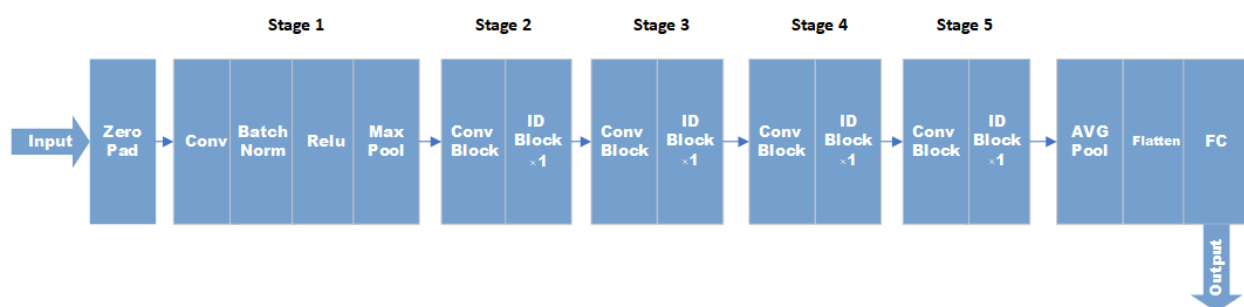 Stage 1
Stage 2
Stage 3
Stage 4
Stage 5
Input
Zero
Pad
Conv
Batch
Norm
Relu
Max
Pool
Conv
Block
ID
Block
×1
Conv
Block
ID
Block
×1
Conv
Block
ID
Block
×1
Conv
Block
ID
Block
×1
AVG
Pool
Flatten
FC
Output